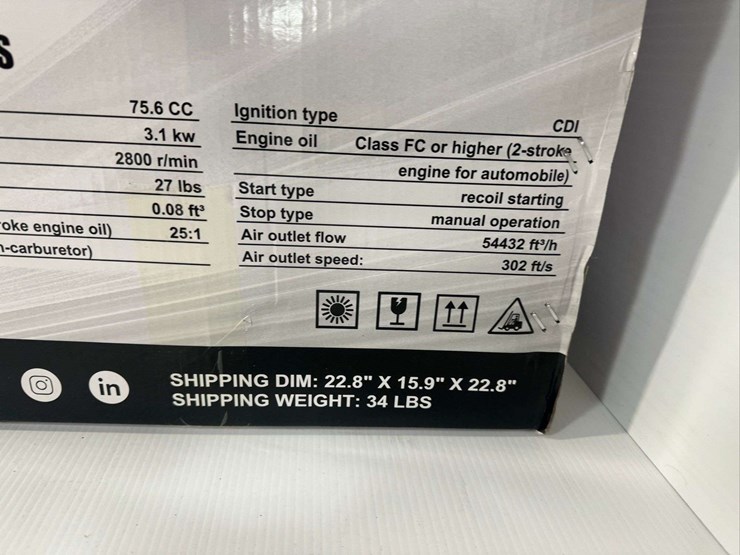 S
75.6 CC
3.1 kw
2800 r/min
27 lbs
0.08 ft³
oke engine oil) 25:1
-carburetor)
Ignition type CDI
Engine oil Class FC or higher (2-stroke
engine for automobile)
Start type recoil starting
Stop type manual operation
Air outlet flow 54432 ft³/h
Air outlet speed: 302 ft/s
in
SHIPPING DIM: 22.8" X 15.9" X 22.8"
SHIPPING WEIGHT: 34 LBS